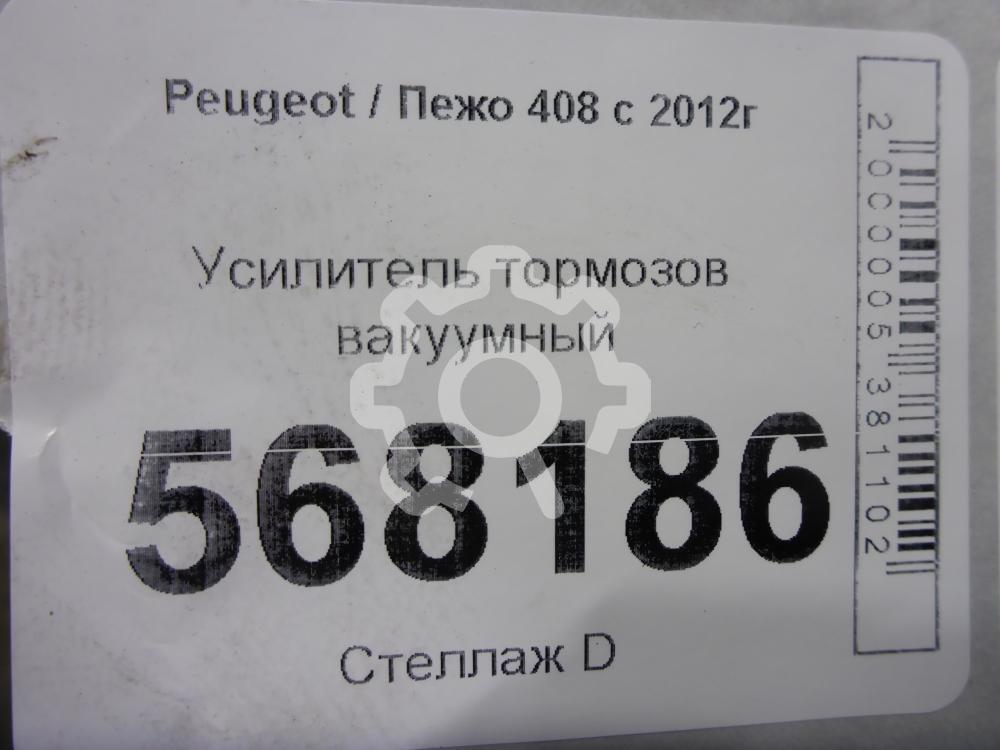 Peugeot / Пежо 408 с 2012г
Усилитель тормозов
вакуумный
568186
Стеллаж D
2000005381102